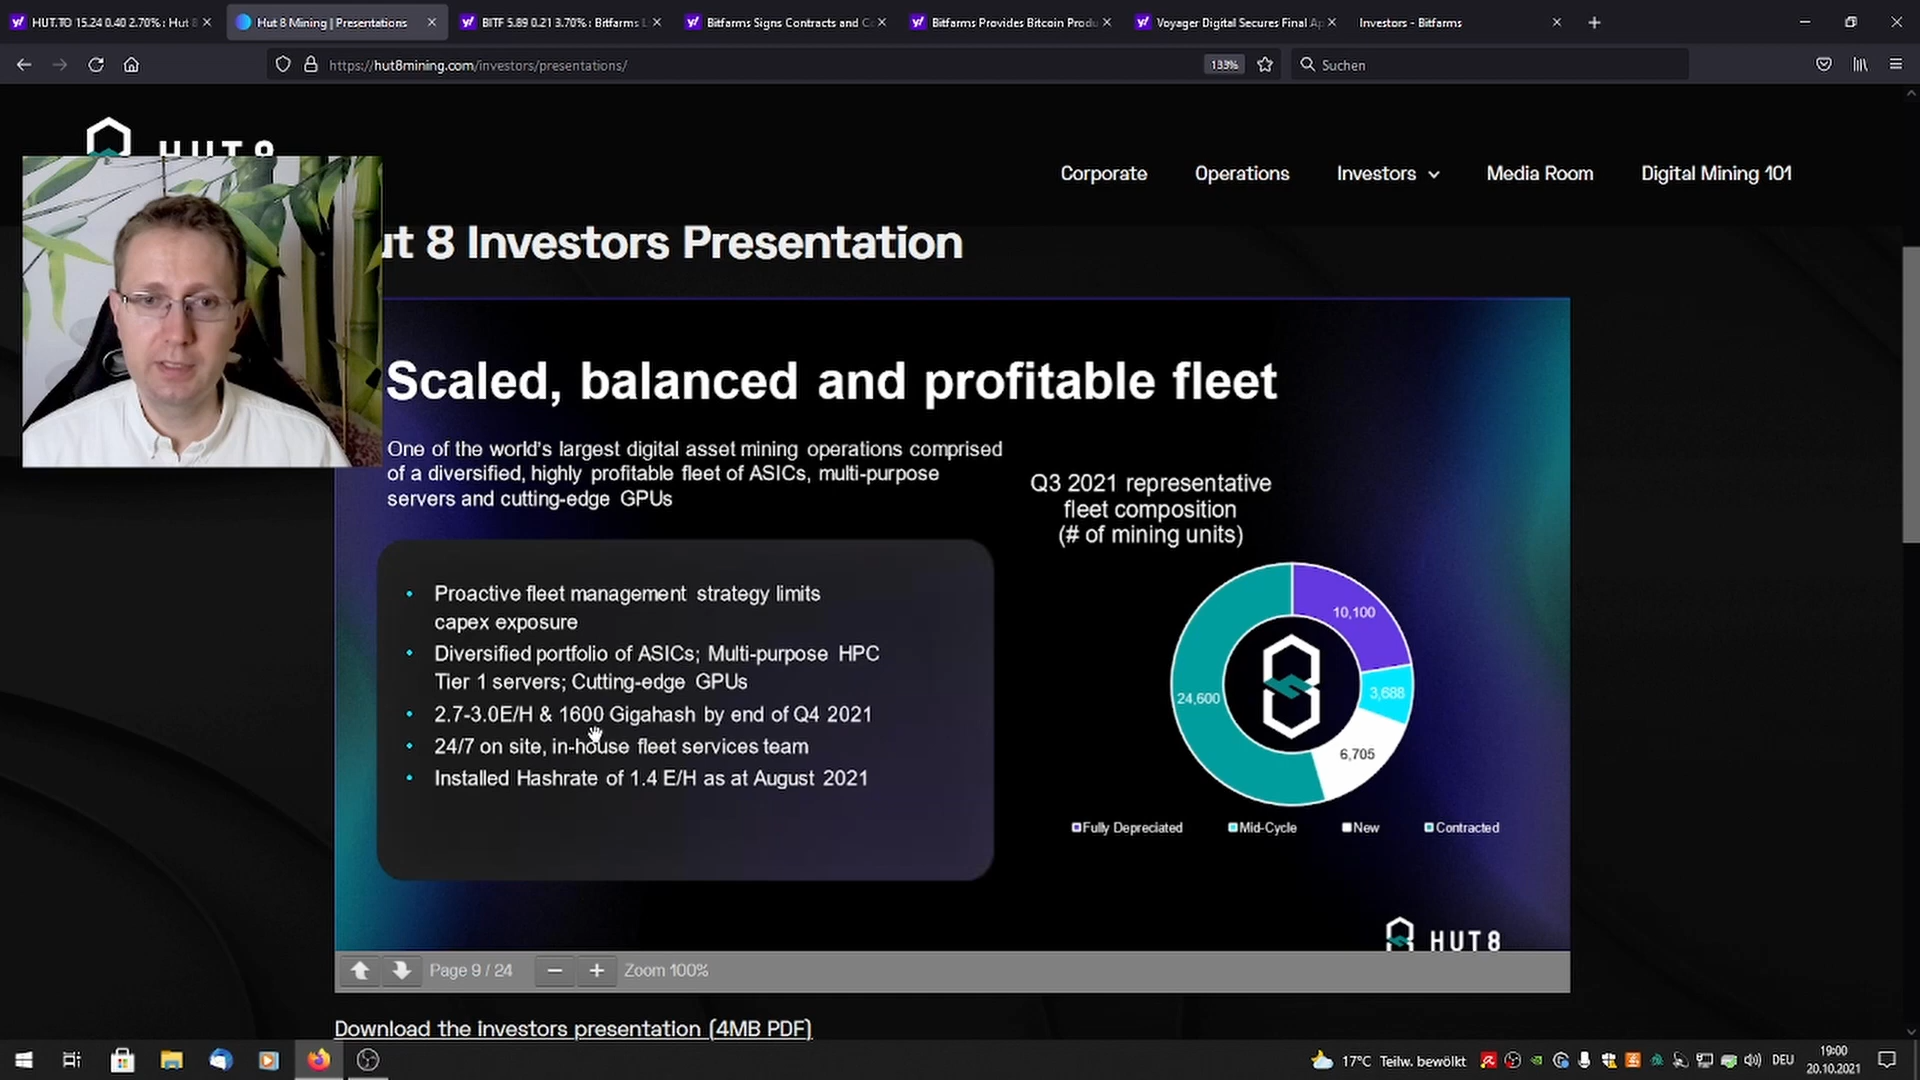 HUT.TO 15.24 0.40 2.70% : Hut 8
Hut 8 Mining | Presentations
BITF 5.89 0.21 3.70% : Bitfarms L
Bitfarms Signs Contracts and Co
Bitfarms Provides Bitcoin Produ
Voyager Digital Secures Final Ap
Investors - Bitfarms
https://hut8mining.com/investors/presentations/
133%
Suchen
HUT 8
Corporate
Operations
Investors
Media Room
Digital Mining 101
ut 8 Investors Presentation
Scaled, balanced and profitable fleet
One of the world's largest digital asset mining operations comprised
of a diversified, highly profitable fleet of ASICs, multi-purpose
servers and cutting-edge GPUs
Q3 2021 representative
fleet composition
(# of mining units)
• Proactive fleet management strategy limits
capex exposure
• Diversified portfolio of ASICs; Multi-purpose HPC
Tier 1 servers; Cutting-edge GPUs
• 2.7-3.0E/H & 1600 Gigahash by end of Q4 2021
• 24/7 on site, in-house fleet services team
• Installed Hashrate of 1.4 E/H as at August 2021
10,100
3,688
24,600
6,705
Fully Depreciated
Mid-Cycle
New
Contracted
HUT 8
Page 9 / 24
Zoom 100%
Download the investors presentation (4MB PDF)
17°C Teilw. bewölkt
DEU
19:00
20.10.2021